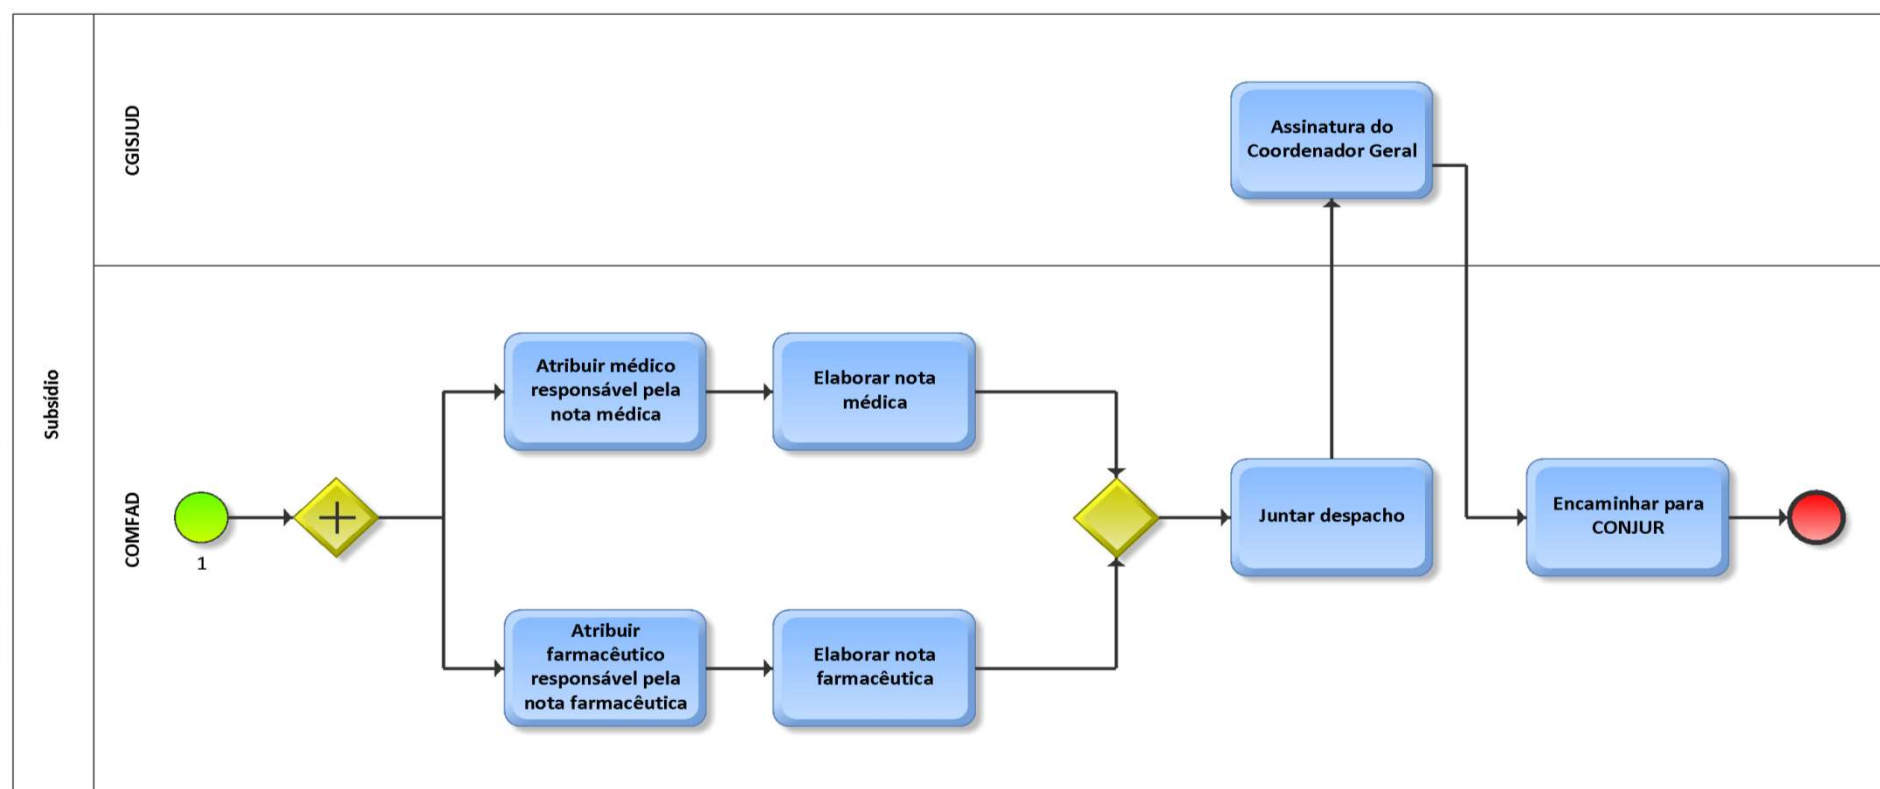 Subsídio
CGISJUD
Assinatura do
Coordenador Geral
COMFAD
1
Atribuir médico
responsável pela
nota médica
Elaborar nota
médica
Atribuir
farmacêutico
responsável pela
nota farmacêutica
Elaborar nota
farmacêutica
Juntar despacho
Encaminhar para
CONJUR